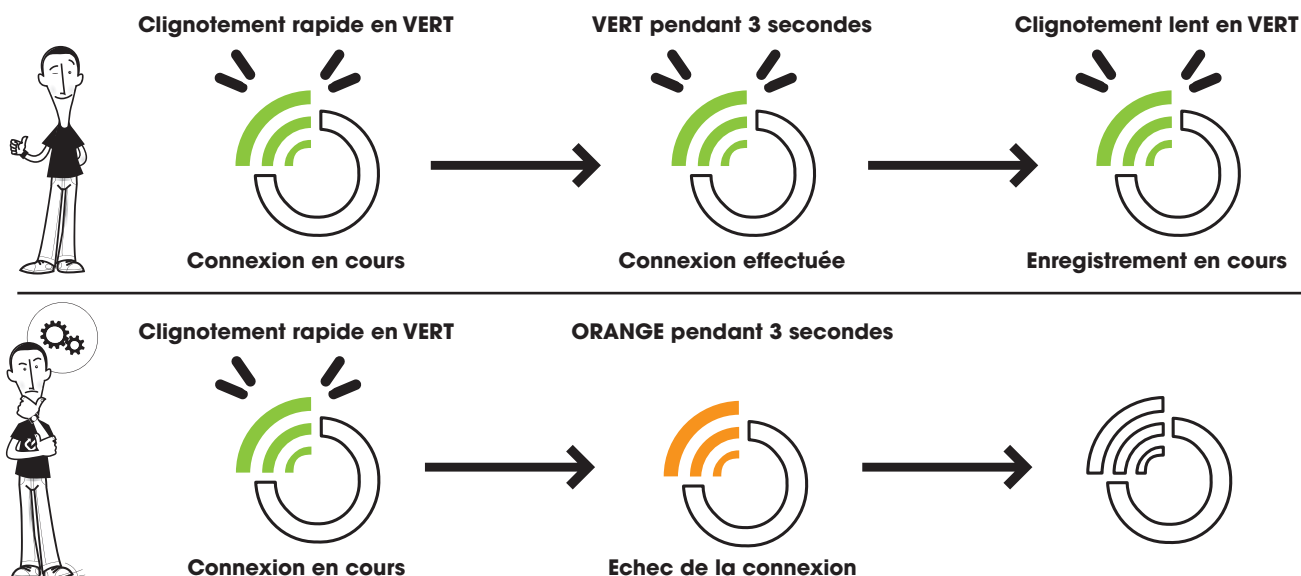 Clignotement rapide en VERT
VERT pendant 3 secondes
Clignotement lent en VERT
Connexion en cours
Connexion effectuée
Enregistrement en cours
Clignotement rapide en VERT
ORANGE pendant 3 secondes
Connexion en cours
Echec de la connexion